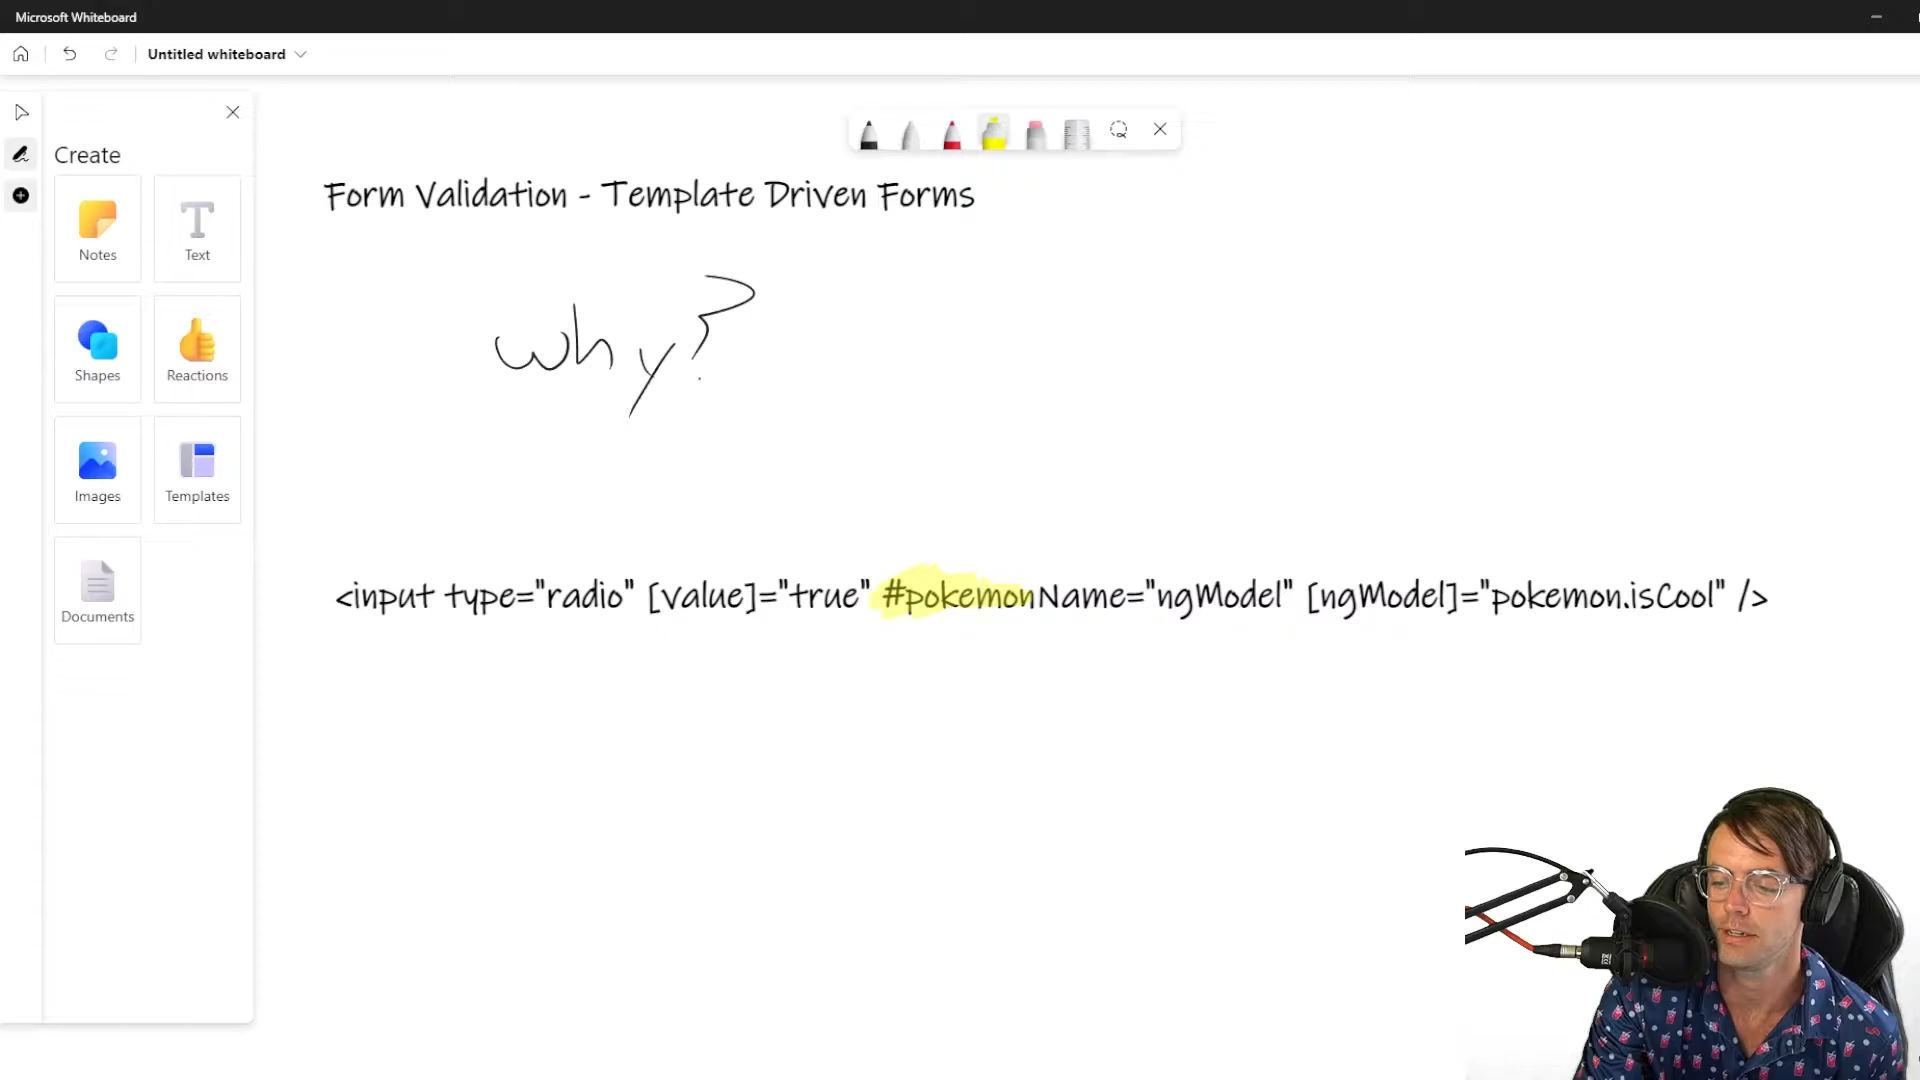 Microsoft Whiteboard
Untitled whiteboard
Create
Notes
Text
Shapes
Reactions
Images
Templates
Documents
Form Validation - Template Driven Forms
why?
<input type="radio" [value]="true" #pokemonName="ngModel" [ngModel]="pokemon.isCool" />